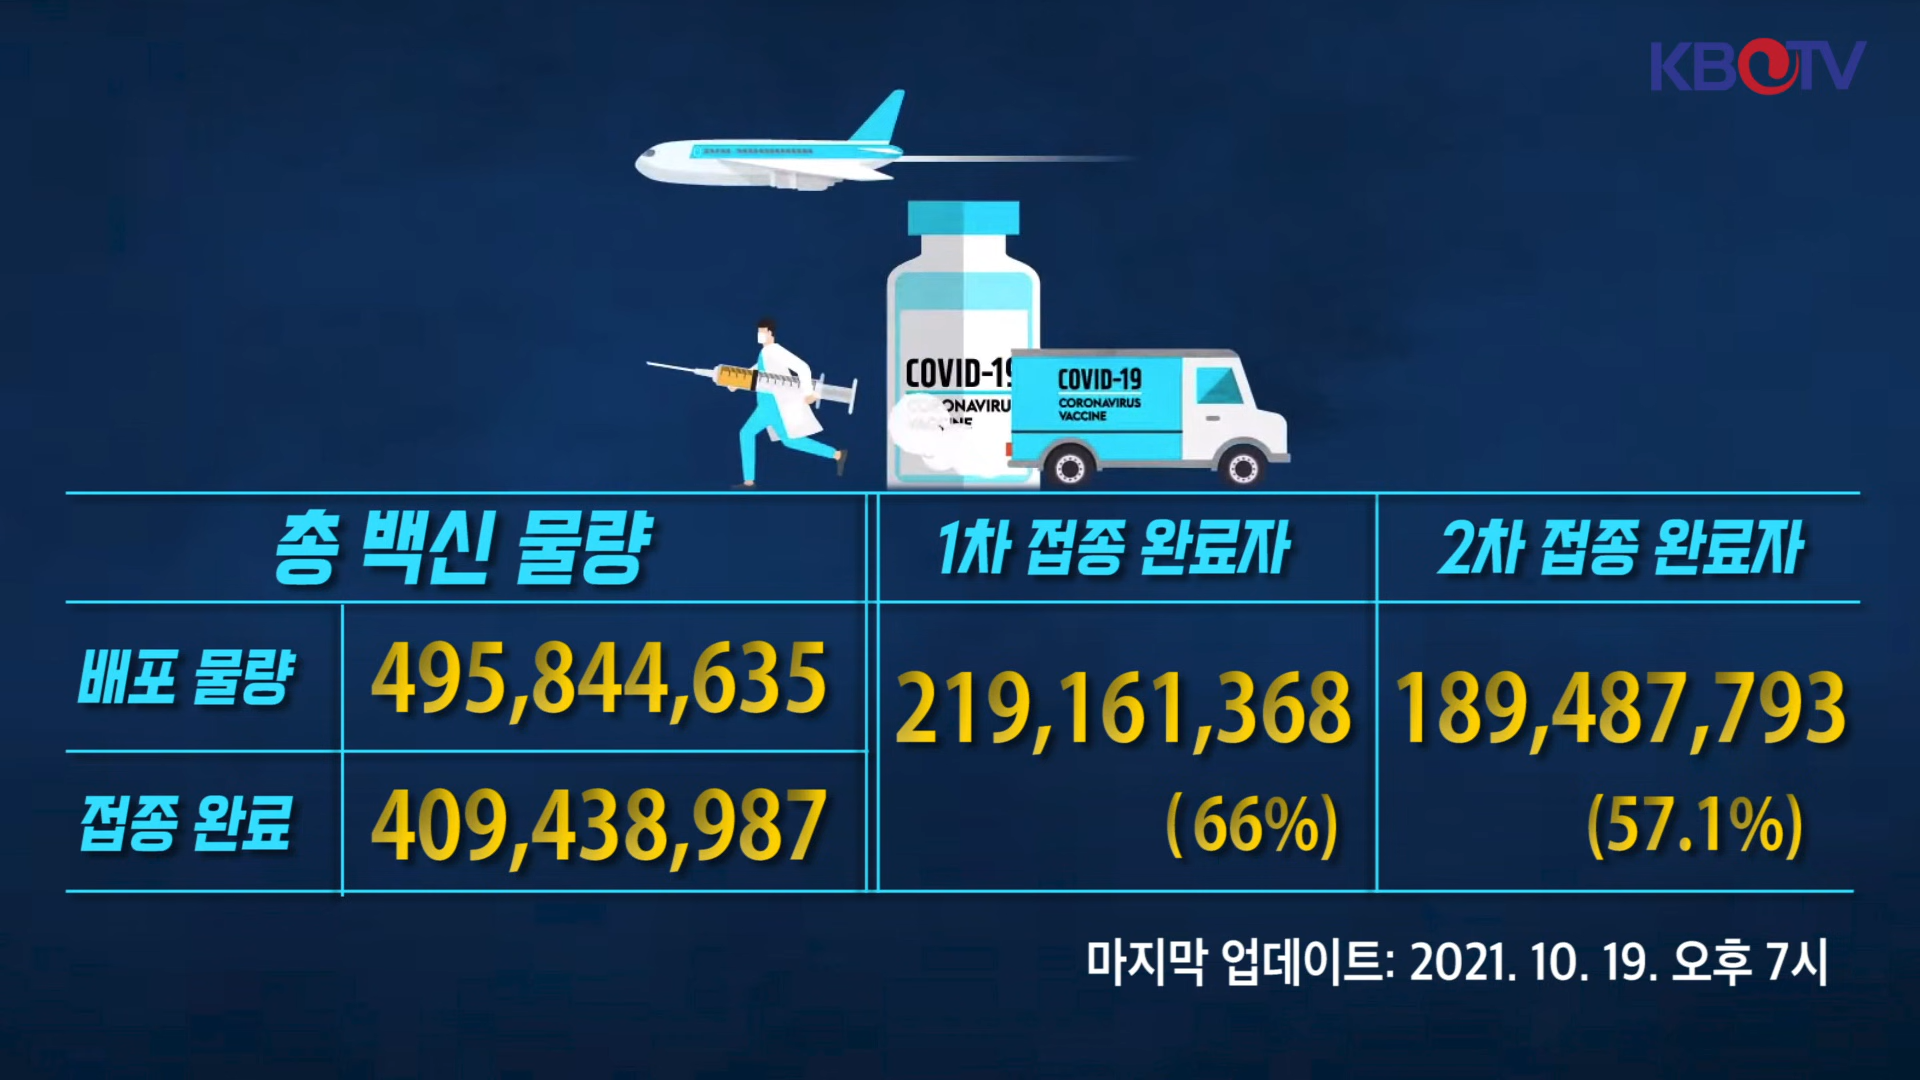 KBTV
COVID-19
CORONAVIRUS
VACCINE
총 백신 물량
1차 접종 완료자
2차 접종 완료자
배포 물량
495,844,635
219,161,368
189,487,793
접종 완료
409,438,987
(66%)
(57.1%)
마지막 업데이트: 2021. 10. 19. 오후 7시